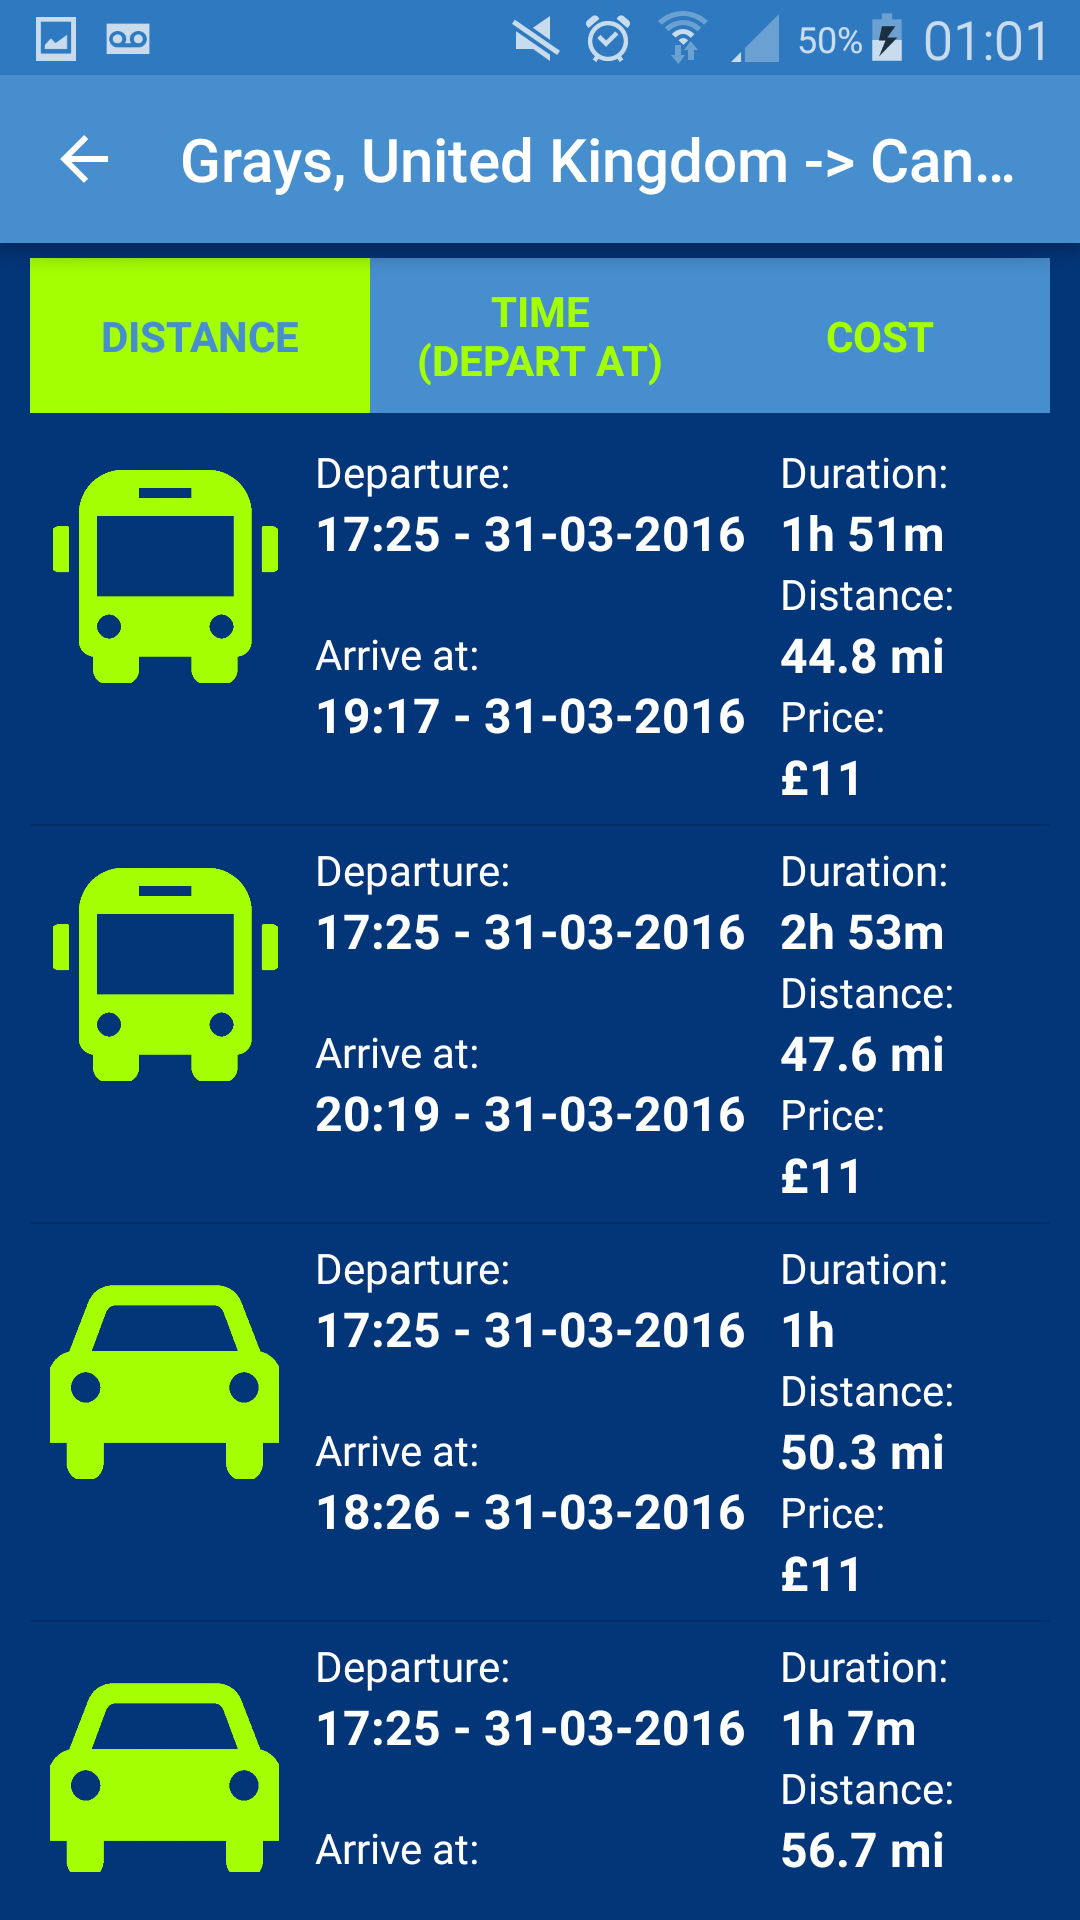 50% 01:01
Grays, United Kingdom -> Can...
DISTANCE
TIME
(DEPART AT)
COST
Departure:
17:25 - 31-03-2016
Arrive at:
19:17 - 31-03-2016
Duration:
1h 51m
Distance:
44.8 mi
Price:
£11
Departure:
17:25 - 31-03-2016
Arrive at:
20:19 - 31-03-2016
Duration:
2h 53m
Distance:
47.6 mi
Price:
£11
Departure:
17:25 - 31-03-2016
Arrive at:
18:26 - 31-03-2016
Duration:
1h
Distance:
50.3 mi
Price:
£11
Departure:
17:25 - 31-03-2016
Arrive at:
Duration:
1h 7m
Distance:
56.7 mi